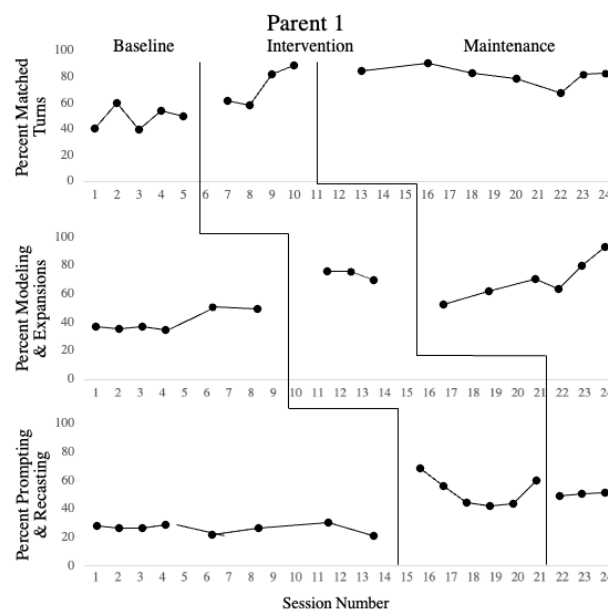 Parent 1
Baseline Intervention Maintenance
Percent Matched
Turns
100
80
60
40
20
0
1 2 3 4 5 6 7 8 9 10 11 12 13 14 15 16 17 18 19 20 21 22 23 24
Percent Modeling
& Expansions
100
80
60
40
20
0
1 2 3 4 5 6 7 8 9 10 11 12 13 14 15 16 17 18 19 20 21 22 23 24
Percent Prompting
& Recasting
100
80
60
40
20
0
1 2 3 4 5 6 7 8 9 10 11 12 13 14 15 16 17 18 19 20 21 22 23 24
Session Number